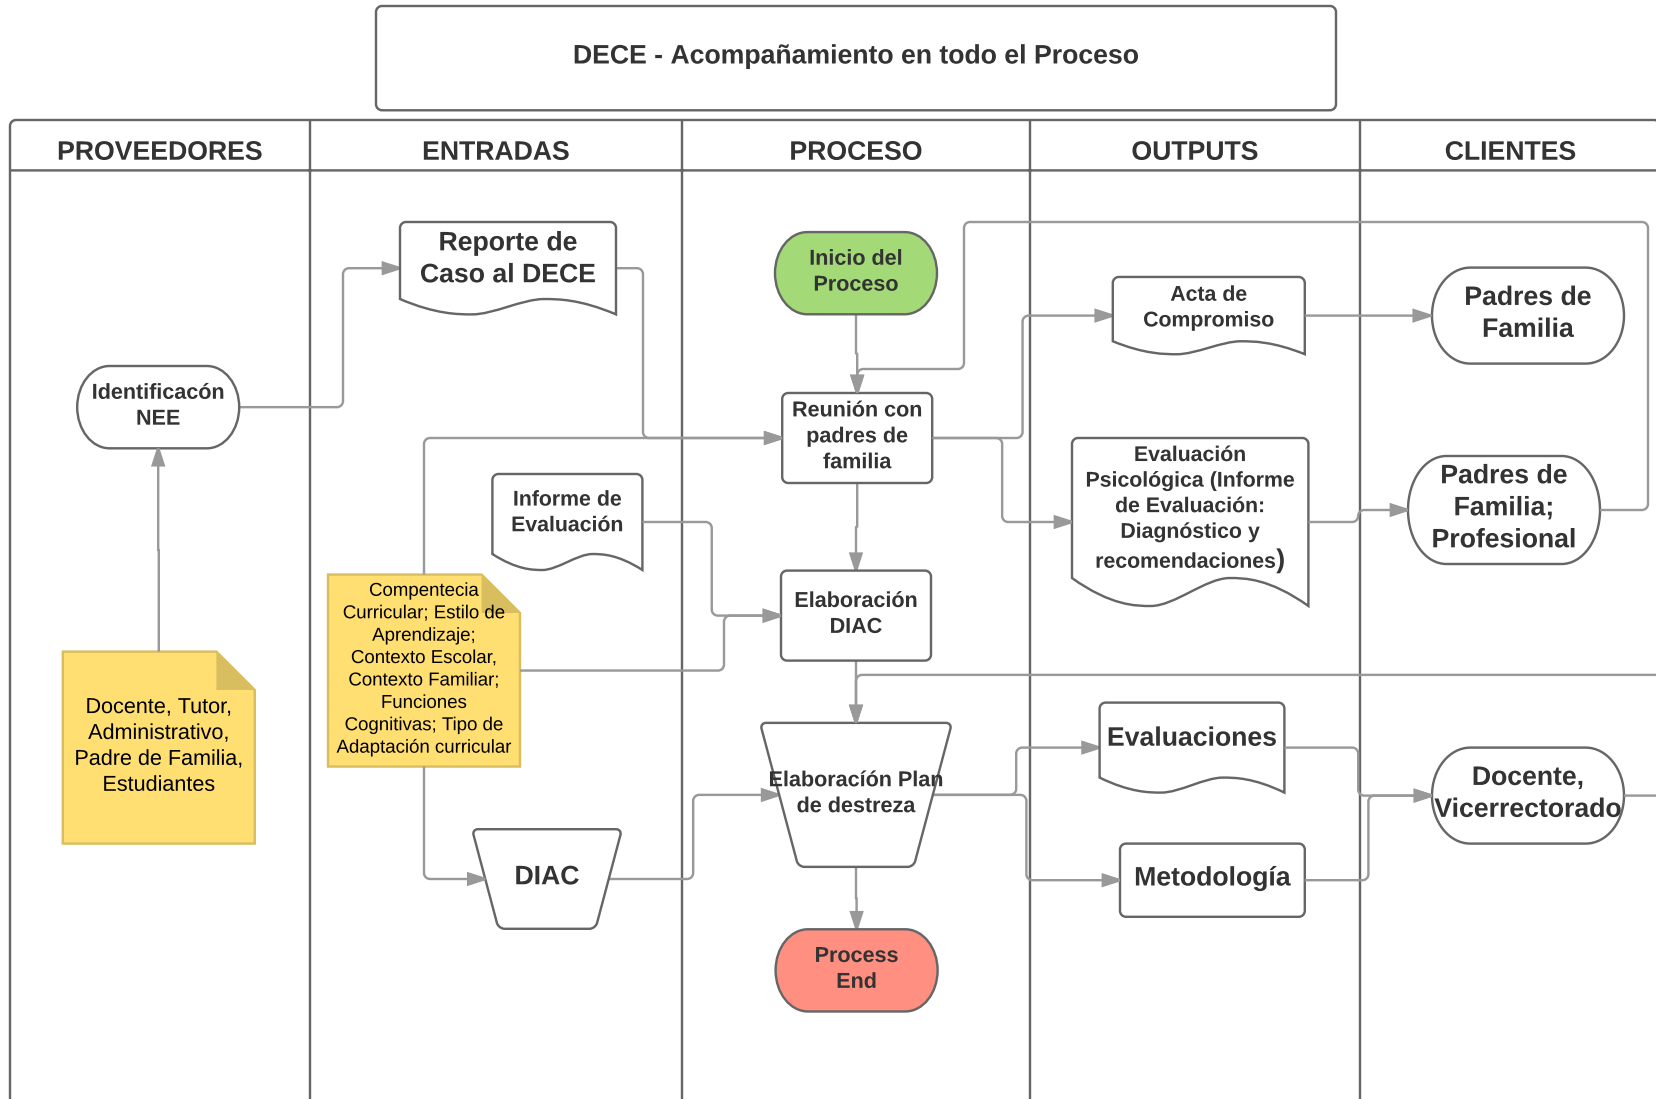 DECE - Acompañamiento en todo el Proceso
PROVEEDORES
ENTRADAS
PROCESO
OUTPUTS
CLIENTES
Identificacón
NEE
Docente, Tutor,
Administrativo,
Padre de Familia,
Estudiantes
Reporte de
Caso al DECE
Informe de
Evaluación
Compentecia
Curricular; Estilo de
Aprendizaje;
Contexto Escolar,
Contexto Familiar;
Funciones
Cognitivas; Tipo de
Adaptación curricular
DIAC
Inicio del
Proceso
Reunión con
padres de
familia
Elaboración
DIAC
Elaboracíón Plan
de destreza
Process
End
Acta de
Compromiso
Evaluación
Psicológica (Informe
de Evaluación:
Diagnóstico y
recomendaciones)
Evaluaciones
Metodología
Padres de
Familia
Padres de
Familia;
Profesional
Docente,
Vicerrectorado